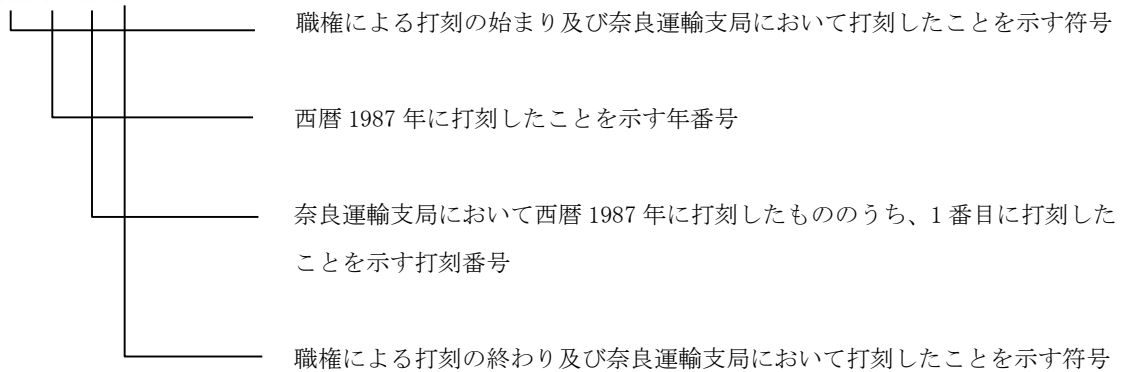 職権による打刻の始まり及び奈良運輸支局において打刻したことを示す符号
西暦 1987 年に打刻したことを示す年番号
奈良運輸支局において西暦 1987 年に打刻したもののうち、1 番目に打刻した
ことを示す打刻番号
職権による打刻の終わり及び奈良運輸支局において打刻したことを示す符号